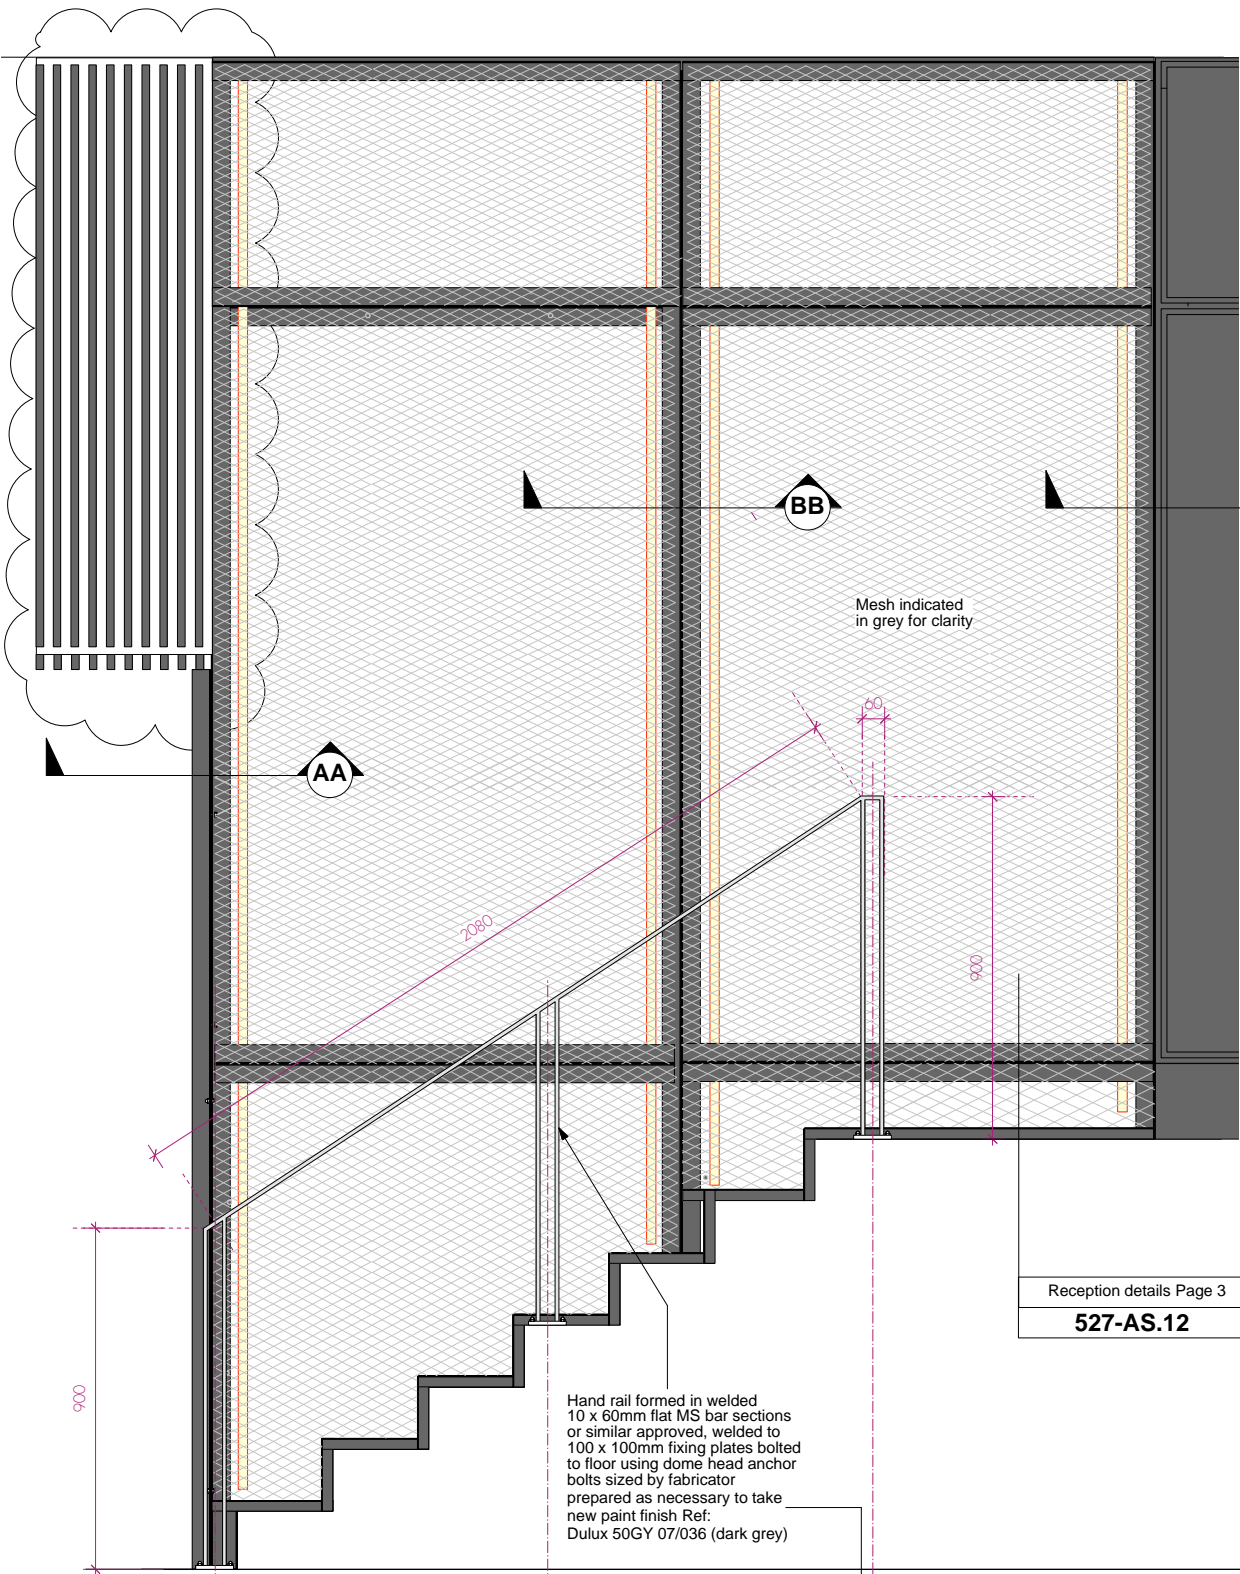 BB
Mesh indicated
in grey for clarity
60
AA
2080
900
Reception details Page 3
527-AS.12
900
Hand rail formed in welded
10 x 60mm flat MS bar sections
or similar approved, welded to
100 x 100mm fixing plates bolted
to floor using dome head anchor
bolts sized by fabricator
prepared as necessary to take
new paint finish Ref:
Dulux 50GY 07/036 (dark grey)